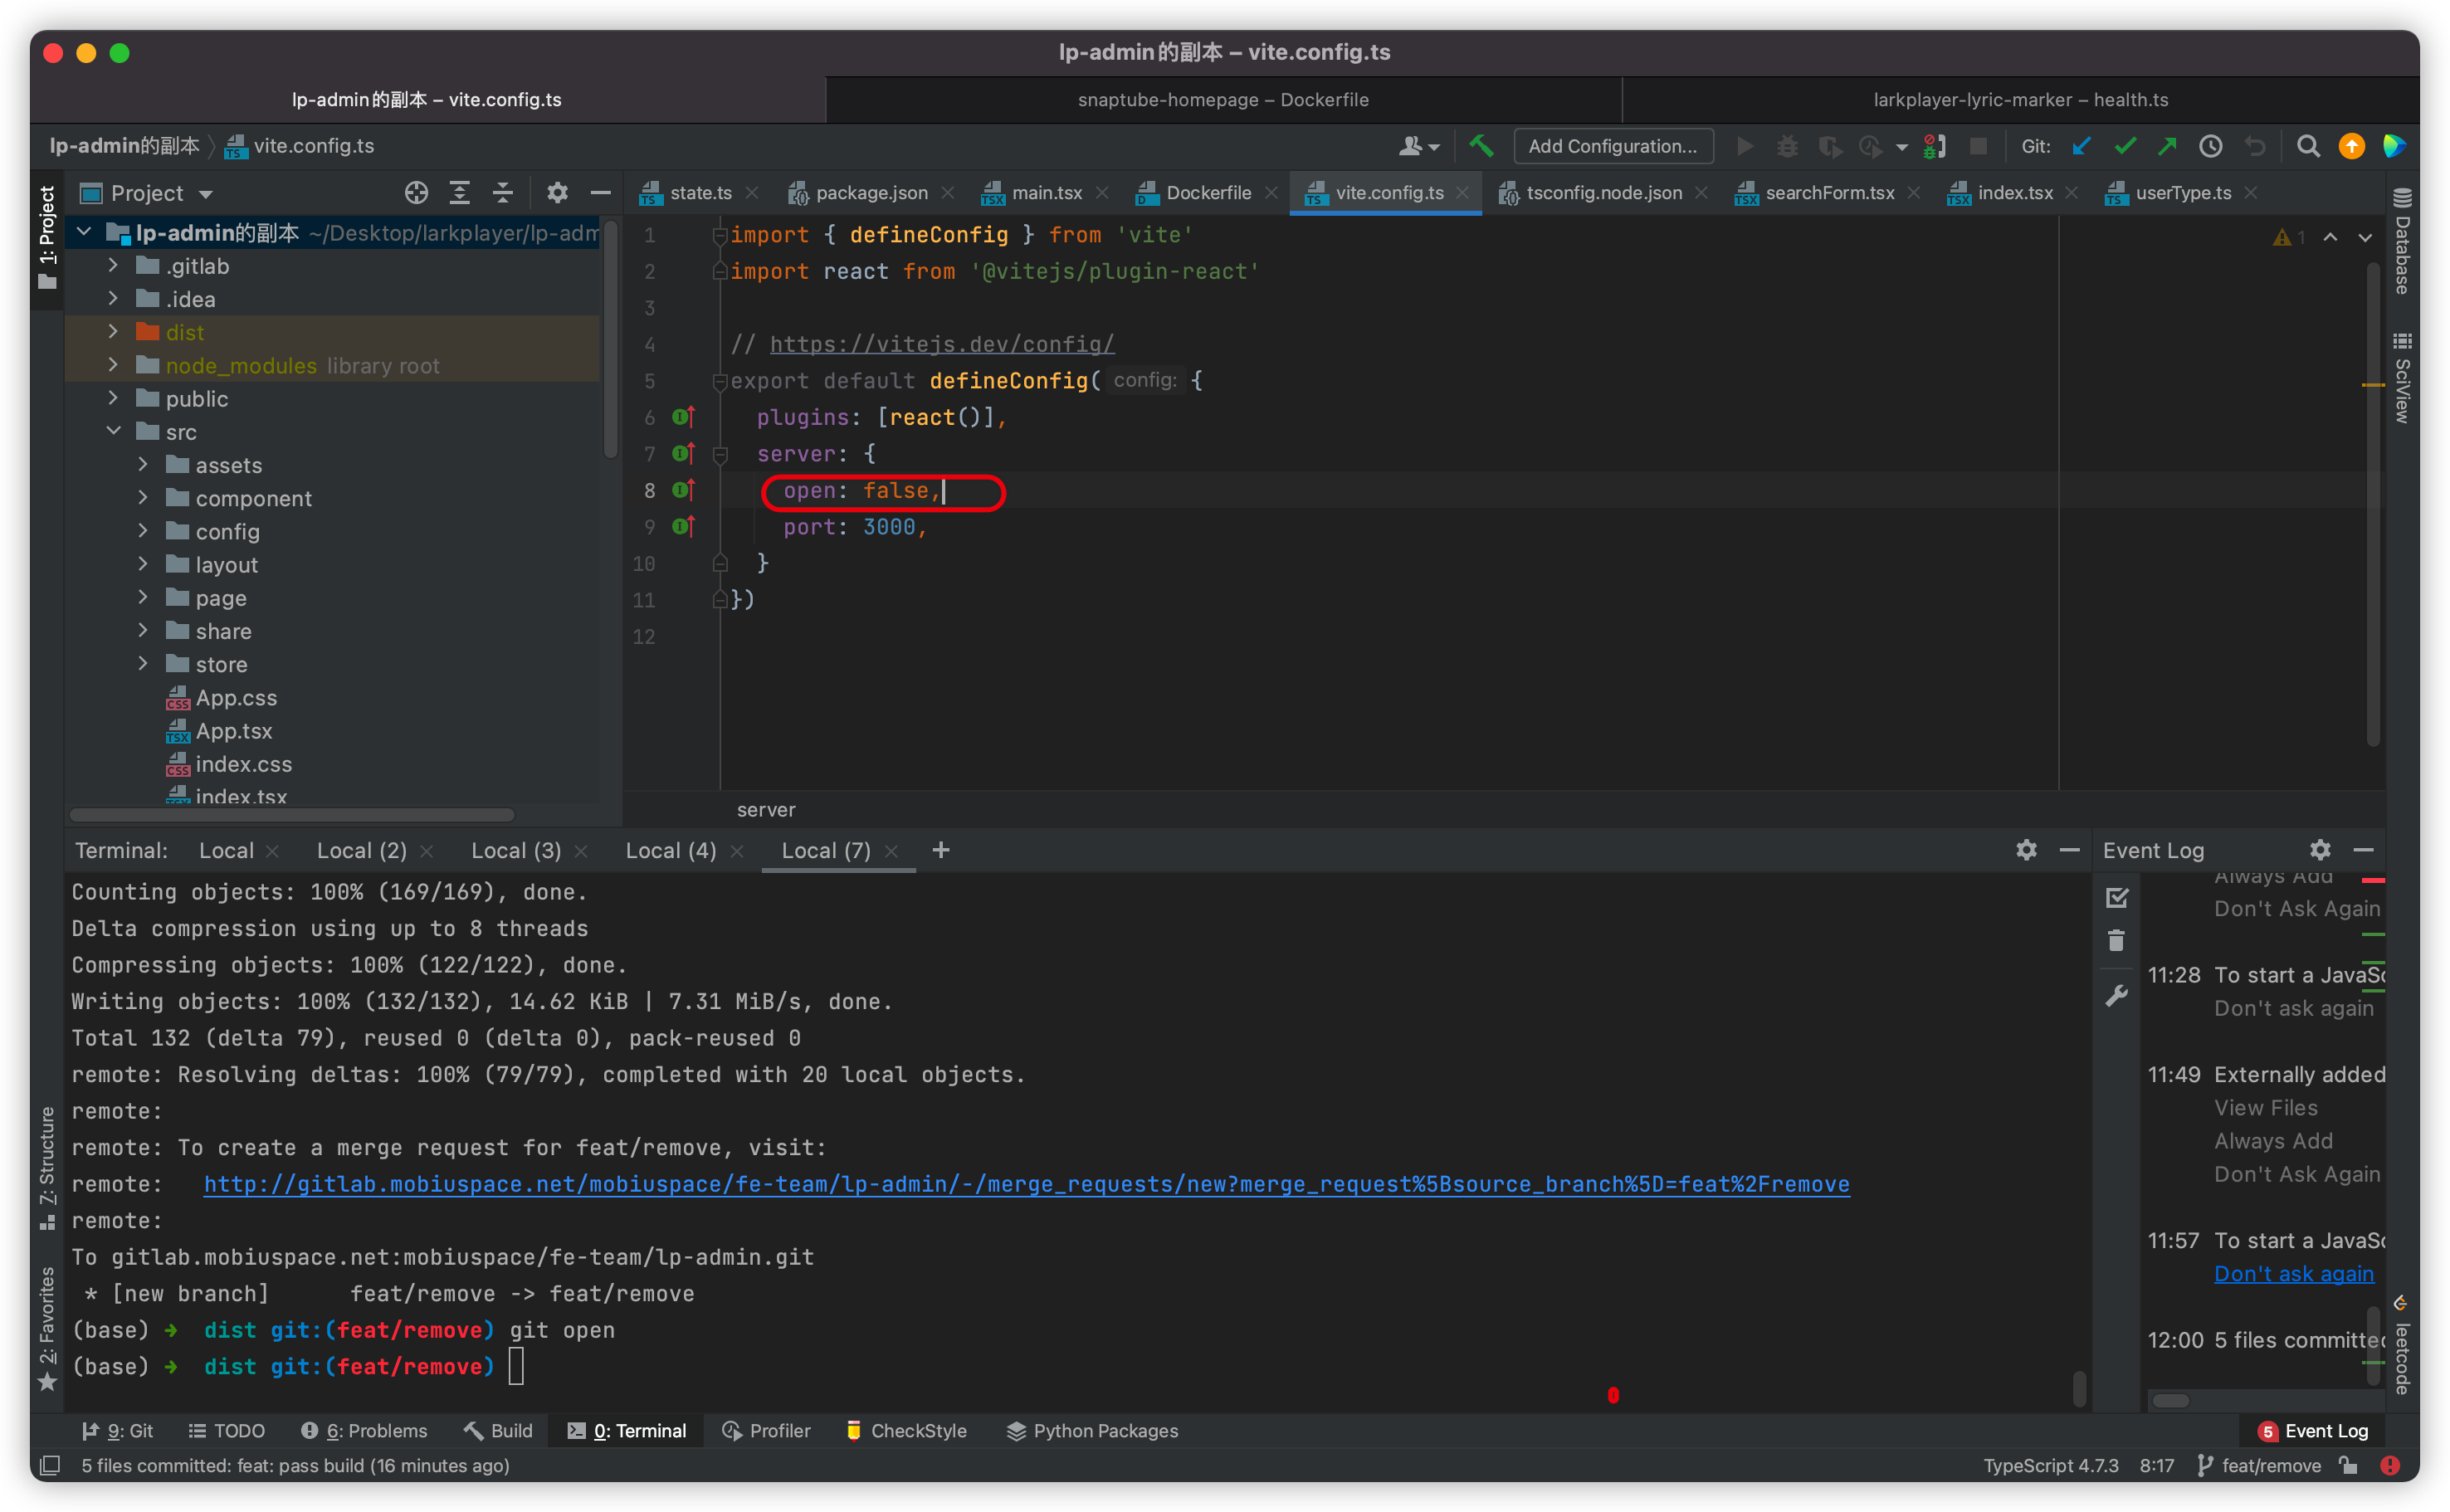 lp-admin的副本 – vite.config.ts
lp-admin的副本 – vite.config.ts
snaptube-homepage – Dockerfile
larkplayer-lyric-marker – health.ts
lp-admin的副本
vite.config.ts
Add Configuration...
Git:
1: Project
Project
state.ts
package.json
main.tsx
Dockerfile
vite.config.ts
tsconfig.node.json
searchForm.tsx
index.tsx
userType.ts
Database
SciView
lp-admin的副本 ~/Desktop/larkplayer/lp-adm
.gitlab
.idea
dist
node_modules library root
public
src
assets
component
config
layout
page
share
store
App.css
App.tsx
index.css
index.tsx
1 import { defineConfig } from 'vite'
2 import react from '@vitejs/plugin-react'
3
4 // https://vitejs.dev/config/
5 export default defineConfig( config: {
6 plugins: [react()],
7 server: {
8 open: false,
9 port: 3000,
10 }
11 })
12
1
server
Terminal:
Local
Local (2)
Local (3)
Local (4)
Local (7)
Counting objects: 100% (169/169), done.
Delta compression using up to 8 threads
Compressing objects: 100% (122/122), done.
Writing objects: 100% (132/132), 14.62 KiB | 7.31 MiB/s, done.
Total 132 (delta 79), reused 0 (delta 0), pack-reused 0
remote: Resolving deltas: 100% (79/79), completed with 20 local objects.
remote:
remote: To create a merge request for feat/remove, visit:
remote: http://gitlab.mobiuspace.net/mobiuspace/fe-team/lp-admin/-/merge_requests/new?merge_request%5Bsource_branch%5D=feat%2Fremove
remote:
To gitlab.mobiuspace.net:mobiuspace/fe-team/lp-admin.git
* [new branch] feat/remove -> feat/remove
(base) ➜ dist git:(feat/remove) git open
(base) ➜ dist git:(feat/remove)
Event Log
Always Add
Don't Ask Again
11:28 To start a JavaSc
Don't ask again
11:49 Externally added
View Files
Always Add
Don't Ask Again
11:57 To start a JavaSc
Don't ask again
12:00 5 files committed
7: Structure
2: Favorites
leetcode
9: Git
TODO
6: Problems
Build
0: Terminal
Profiler
CheckStyle
Python Packages
5 Event Log
5 files committed: feat: pass build (16 minutes ago)
TypeScript 4.7.3
8:17
feat/remove